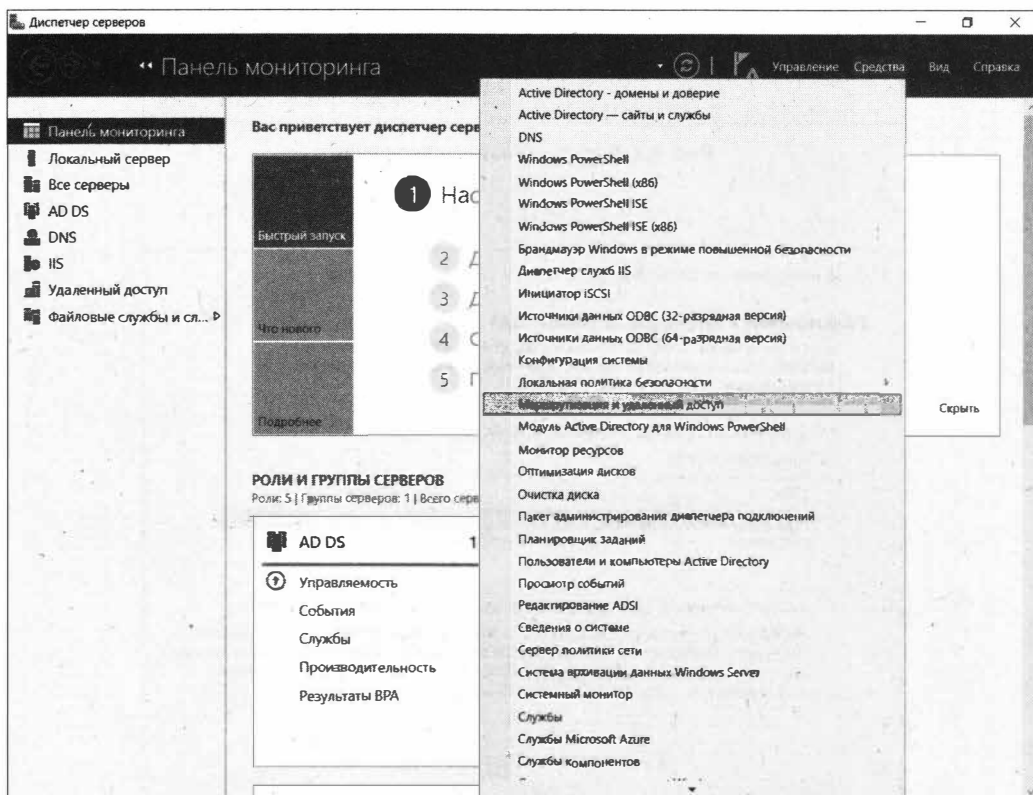 Диспетчер серверов
Панель мониторинга
Управление Средства Вид Справка
Панель мониторинга
Локальный сервер
Все серверы
AD DS
DNS
IIS
Удаленный доступ
Файловые службы и сл...
Вас приветствует диспетчер серв
1 Нас
Быстрый запуск
2 Д
3 Д
Что нового
4 С
5 П
Подробнее
Скрыть
РОЛИ И ГРУППЫ СЕРВЕРОВ
Роли: 5 | Группы серверов: 1 | Всего серв
AD DS 1
Управляемость
События
Службы
Производительность
Результаты BPA
Active Directory - домены и доверие
Active Directory — сайты и службы
DNS
Windows PowerShell
Windows PowerShell (x86)
Windows PowerShell ISE
Windows PowerShell ISE (x86)
Брандмауэр Windows в режиме повышенной безопасности
Диспетчер служб IIS
Инициатор iSCSI
Источники данных ODBC (32-разрядная версия)
Источники данных ODBC (64-разрядная версия)
Конфигурация системы
Локальная политика безопасности
Маршрутизация и удаленный доступ
Модуль Active Directory для Windows PowerShell
Монитор ресурсов
Оптимизация дисков
Очистка диска
Пакет администрирования диспетчера подключений
Планировщик заданий
Пользователи и компьютеры Active Directory
Просмотр событий
Редактирование ADSI
Сведения о системе
Сервер политики сети
Система архивации данных Windows Server
Системный монитор
Службы
Службы Microsoft Azure
Службы компонентов